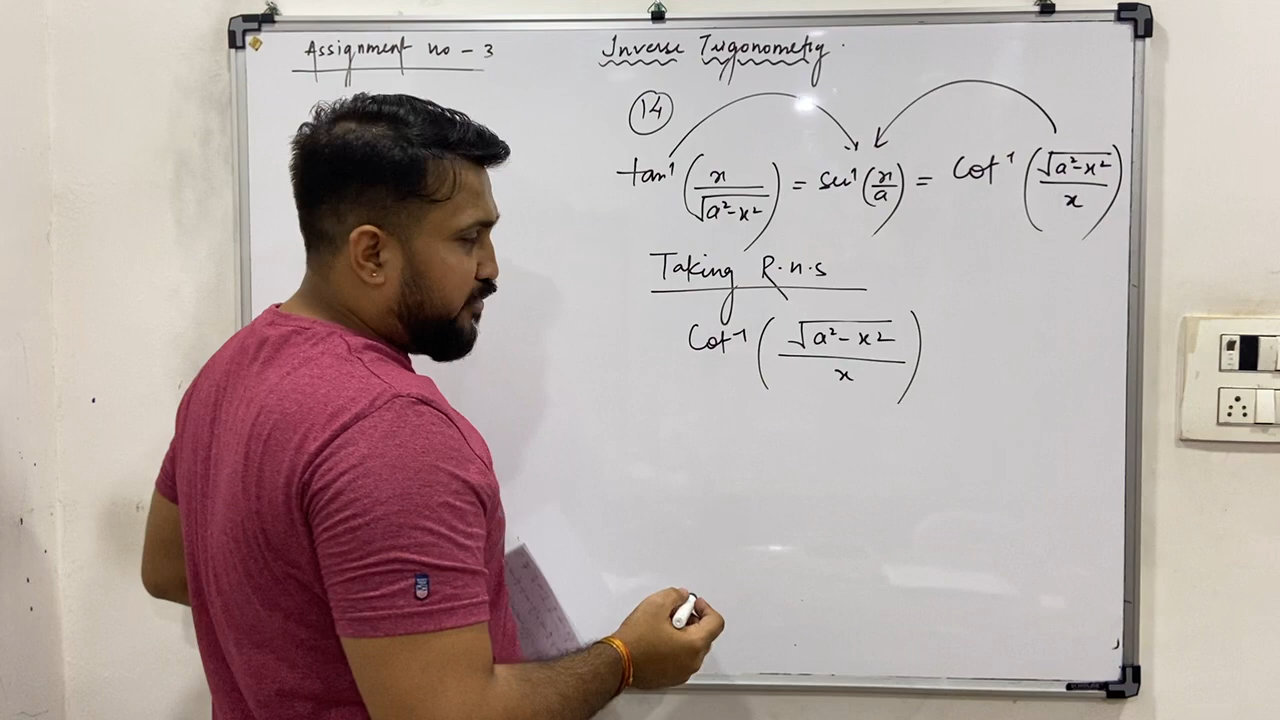 Assignment no - 3
Inverse Trigonometry.
14
tan⁻¹ (x / √a²-x²) = sin⁻¹ (x/a) = Cot⁻¹ (√a²-x² / x)
Taking R.H.S
Cot⁻¹ (√a²-x² / x)